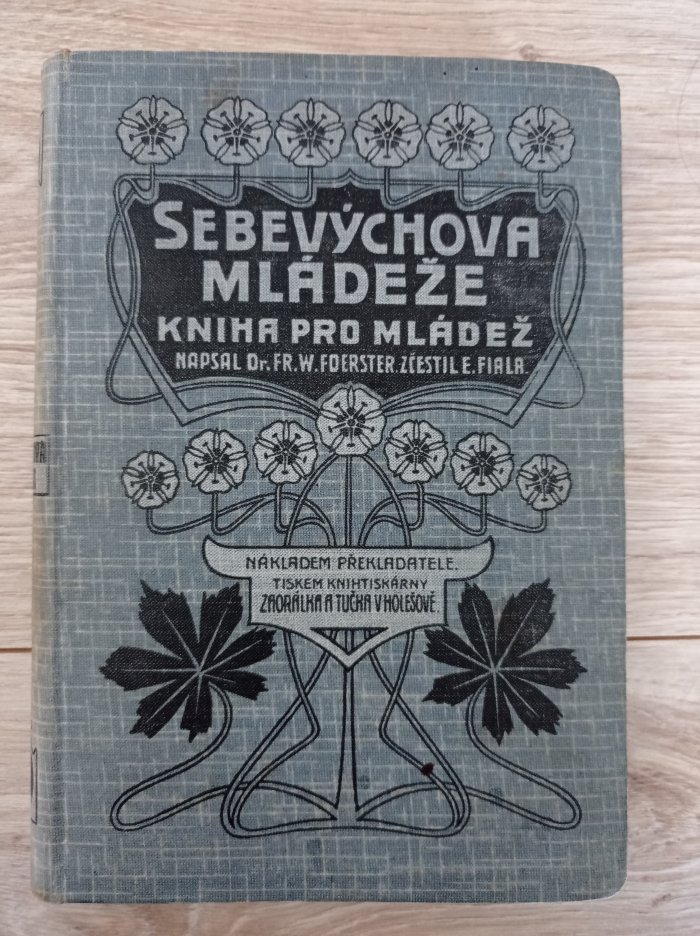 SEBEVÝCHOVA
MLÁDEŽE
KNIHA PRO MLÁDEŽ
NAPSAL Dr. FR. W. FOERSTER. ZČESTIL E. FIALA.
NÁKLADEM PŘEKLADATELE.
TISKEM KNIHTISKÁRNY
ZAORÁLKA A TUČKA V HOLEŠOVĚ.